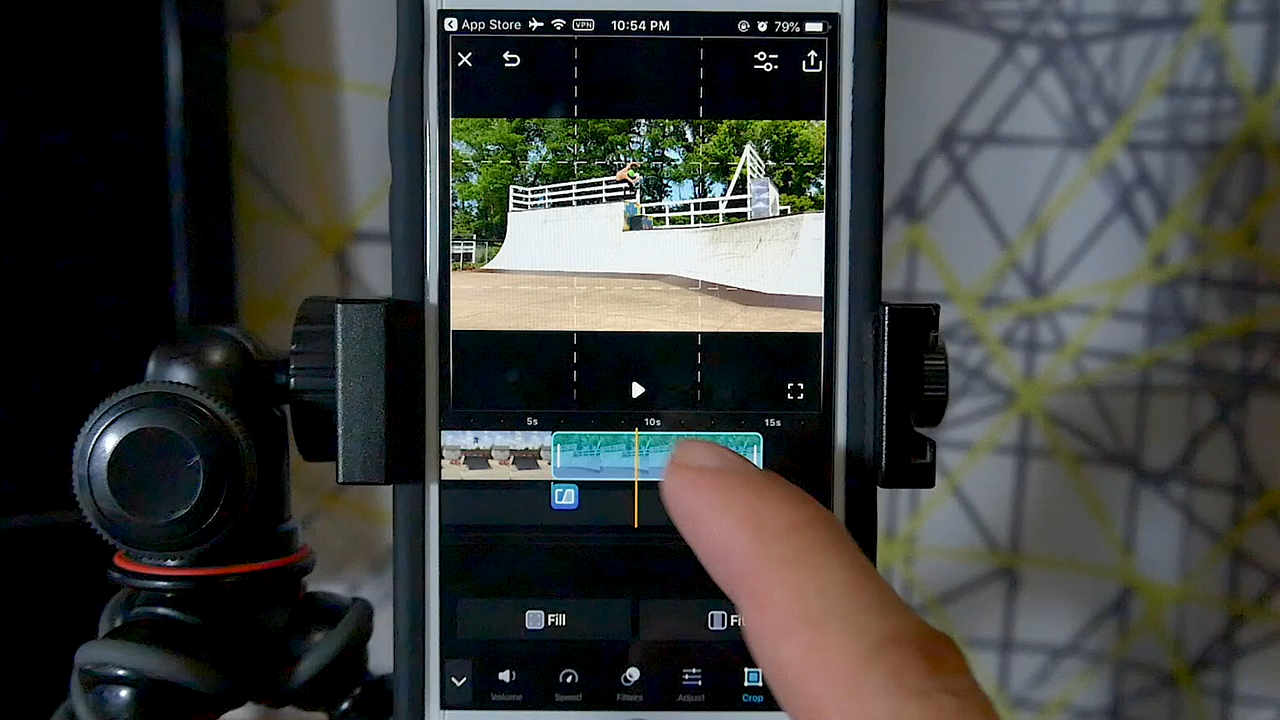 App Store VPN 10:54 PM 79%
5s 10s 15s
Fill
Volume Speed Filters Adjust Crop